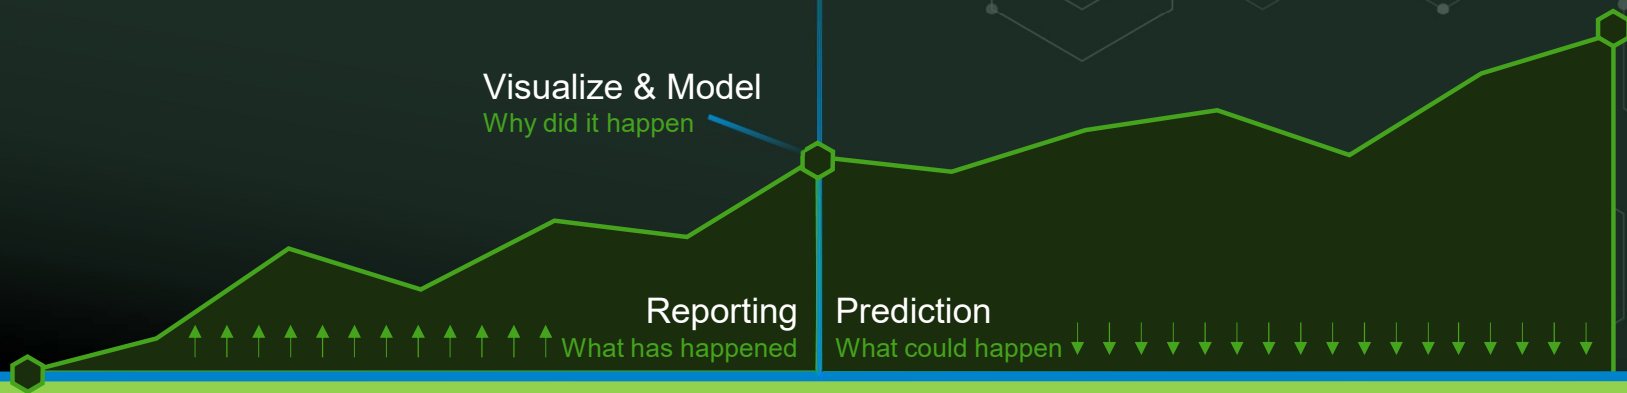 Visualize & Model
Why did it happen
Reporting
What has happened
Prediction
What could happen